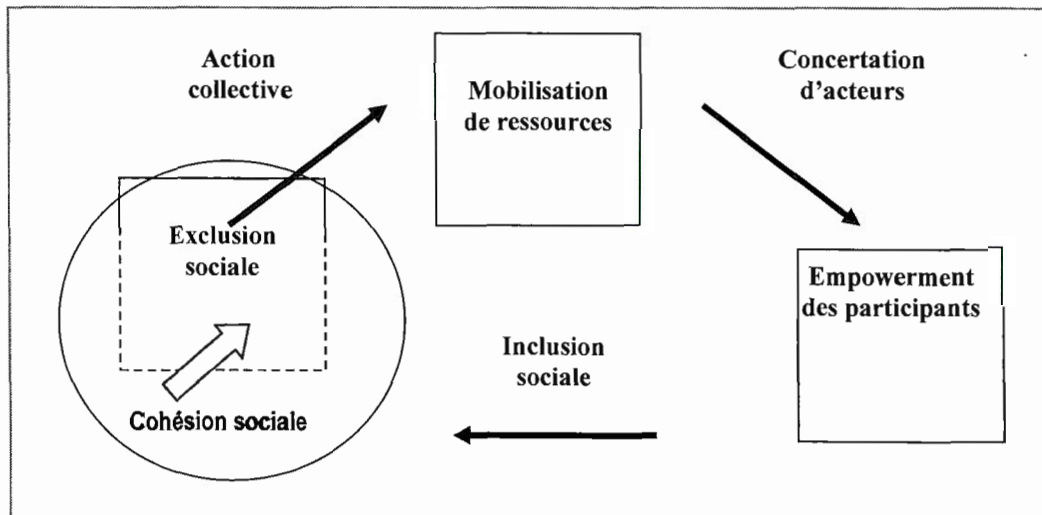 Action
collective
Mobilisation
de ressources
Concertation
d'acteurs
Exclusion
sociale
Empowerment
des participants
Inclusion
sociale
Cohésion sociale